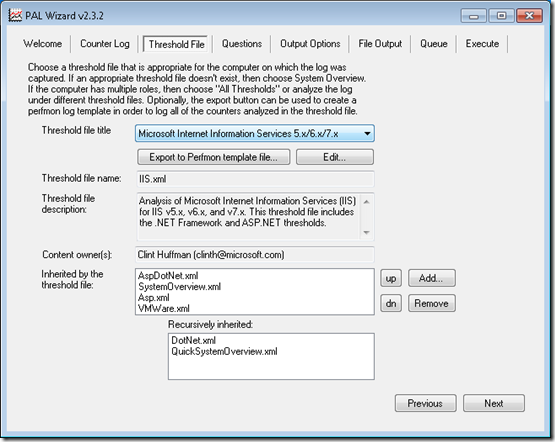 PAL Wizard v2.3.2
Welcome Counter Log Threshold File Questions Output Options File Output Queue Execute
Choose a threshold file that is appropriate for the computer on which the log was
captured. If an appropriate threshold file doesn't exist, then choose System Overview.
If the computer has multiple roles, then choose "All Thresholds" or analyze the log
under different threshold files. Optionally, the export button can be used to create a
perfmon log template in order to log all of the counters analyzed in the threshold file.
Threshold file title Microsoft Internet Information Services 5.x/6.x/7.x
Export to Perfmon template file... Edit...
Threshold file name: IIS.xml
Threshold file
description:
Analysis of Microsoft Internet Information Services (IIS)
for IIS v5.x, v6.x, and v7.x. This threshold file includes
the .NET Framework and ASP.NET thresholds.
Content owner(s): Clint Huffman (clinth@microsoft.com)
Inherited by the
threshold file:
AspDotNet.xml
SystemOverview.xml
Asp.xml
VMWare.xml
up Add...
dn Remove
Recursively inherited:
DotNet.xml
QuickSystemOverview.xml
Previous Next